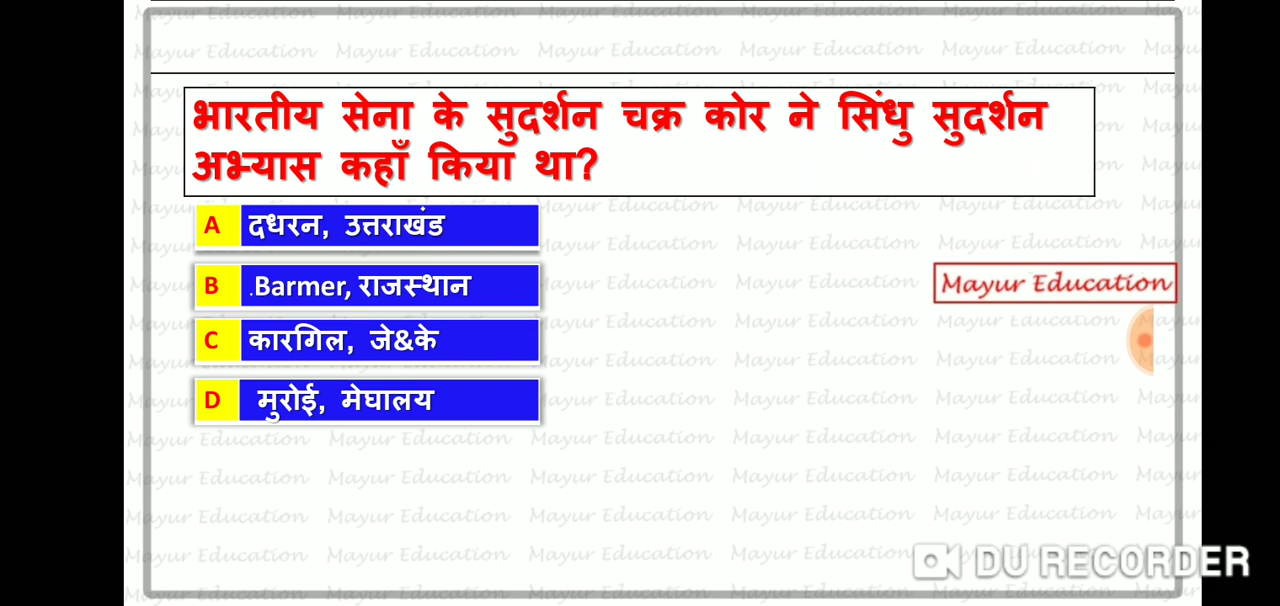 भारतीय सेना के सुदर्शन चक्र कोर ने सिंधु सुदर्शन
अभ्यास कहाँ किया था?
A दधरन, उत्तराखंड
B .Barmer, राजस्थान
Mayur Education
C कारगिल, जे&के
D मुरोई, मेघालय
DU RECORDER